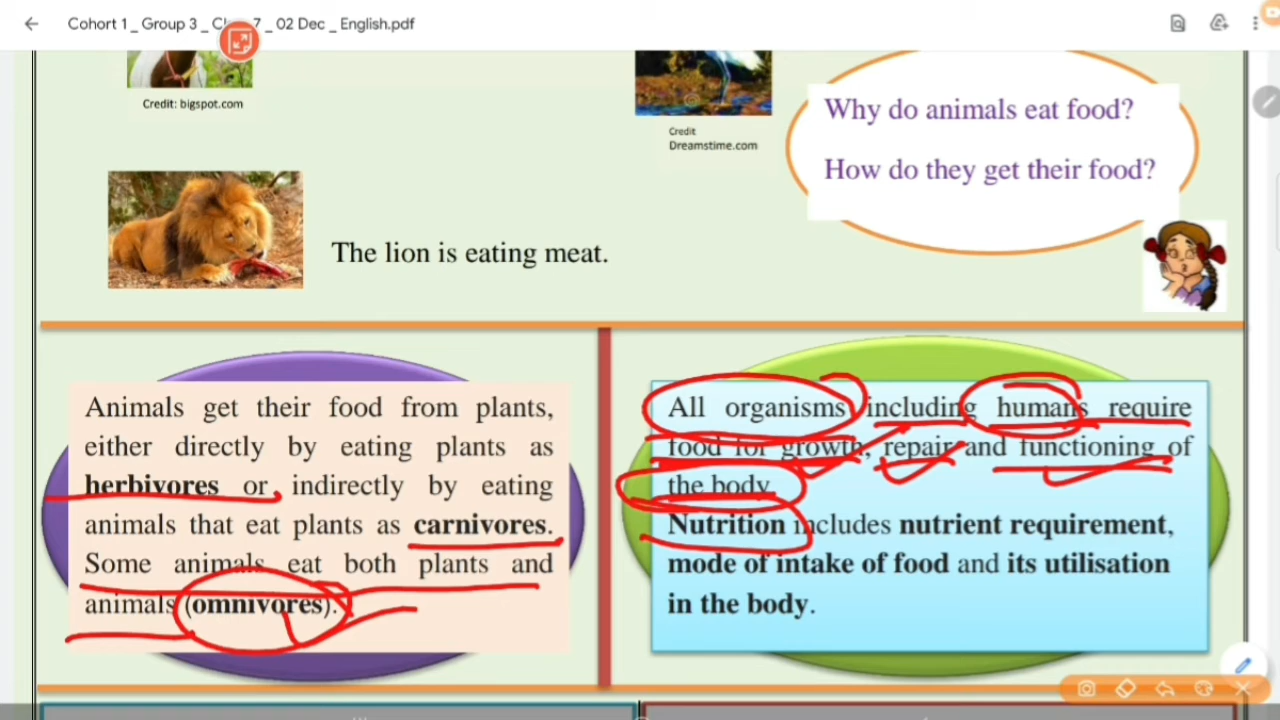 Cohort 1 _ Group 3 _ 7 _ 02 Dec _ English.pdf
Credit: bigspot.com
Credit
Dreamstime.com
Why do animals eat food?
How do they get their food?
The lion is eating meat.
Animals get their food from plants,
either directly by eating plants as
herbivores or indirectly by eating
animals that eat plants as carnivores.
Some animals eat both plants and
animals (omnivores).
All organisms including humans require
food for growth, repair and functioning of
the body.
Nutrition includes nutrient requirement,
mode of intake of food and its utilisation
in the body.